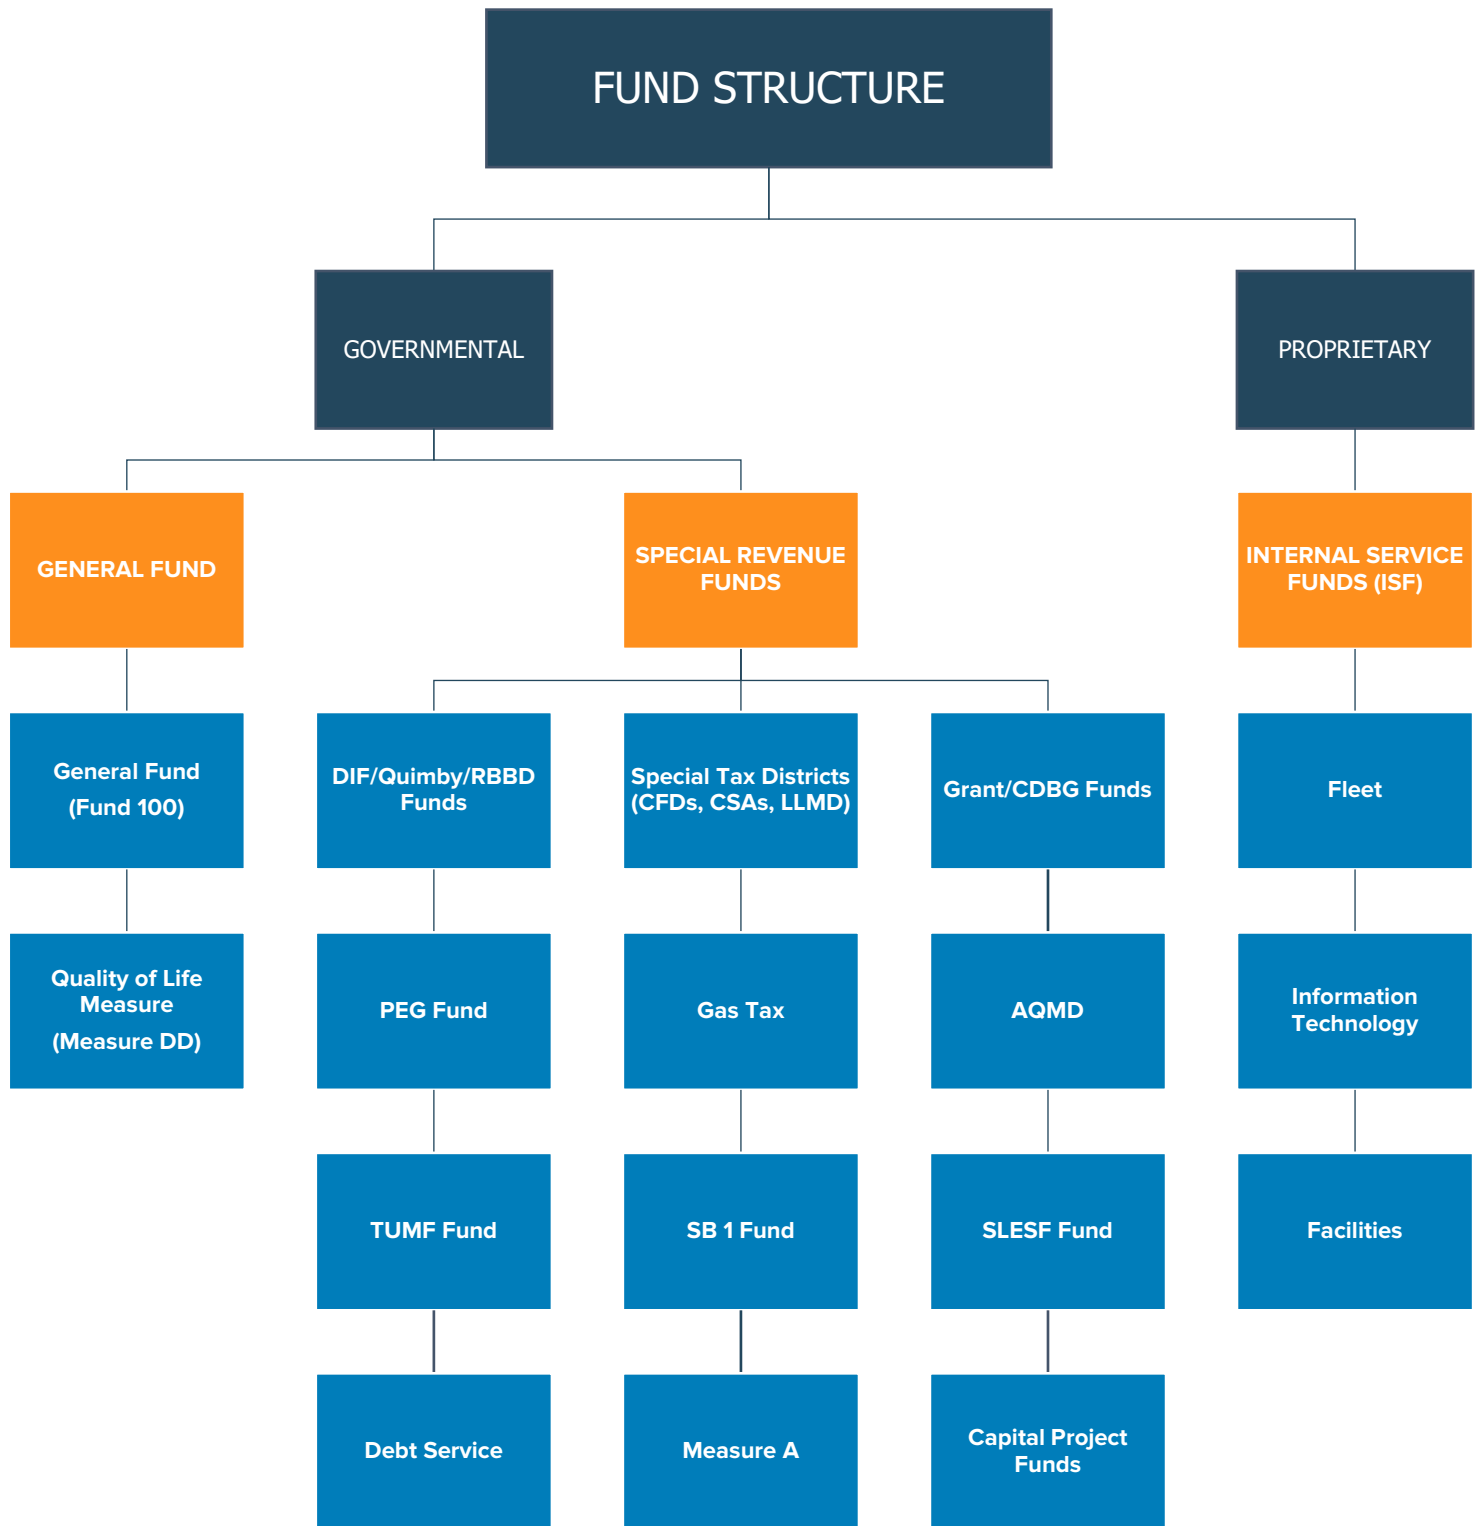 FUND STRUCTURE
GOVERNMENTAL
PROPRIETARY
GENERAL FUND
SPECIAL REVENUE
FUNDS
INTERNAL SERVICE
FUNDS (ISF)
General Fund
(Fund 100)
DIF/Quimby/RBBD
Funds
Special Tax Districts
(CFDs, CSAs, LLMD)
Grant/CDBG Funds
Fleet
Quality of Life
Measure
(Measure DD)
PEG Fund
Gas Tax
AQMD
Information
Technology
TUMF Fund
SB 1 Fund
SLESF Fund
Facilities
Debt Service
Measure A
Capital Project
Funds